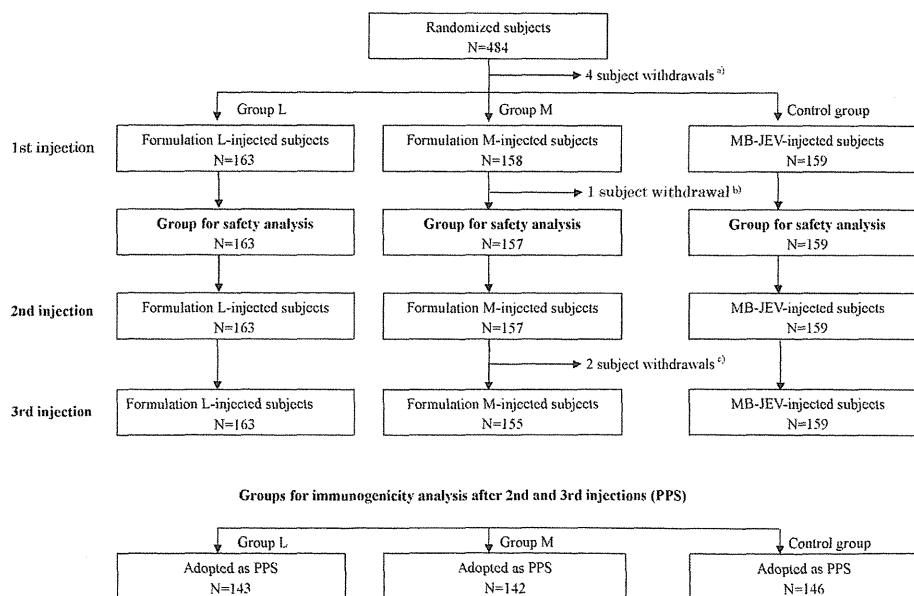 Randomized subjects
N=484
4 subject withdrawals a)
Group L
Group M
Control group
1st injection
Formulation L-injected subjects
N=163
Formulation M-injected subjects
N=158
MB-JEV-injected subjects
N=159
1 subject withdrawal b)
Group for safety analysis
N=163
Group for safety analysis
N=157
Group for safety analysis
N=159
2nd injection
Formulation L-injected subjects
N=163
Formulation M-injected subjects
N=157
MB-JEV-injected subjects
N=159
2 subject withdrawals c)
3rd injection
Formulation L-injected subjects
N=163
Formulation M-injected subjects
N=155
MB-JEV-injected subjects
N=159
Groups for immunogenicity analysis after 2nd and 3rd injections (PPS)
Group L
Group M
Control group
Adopted as PPS
N=143
Adopted as PPS
N=142
Adopted as PPS
N=146